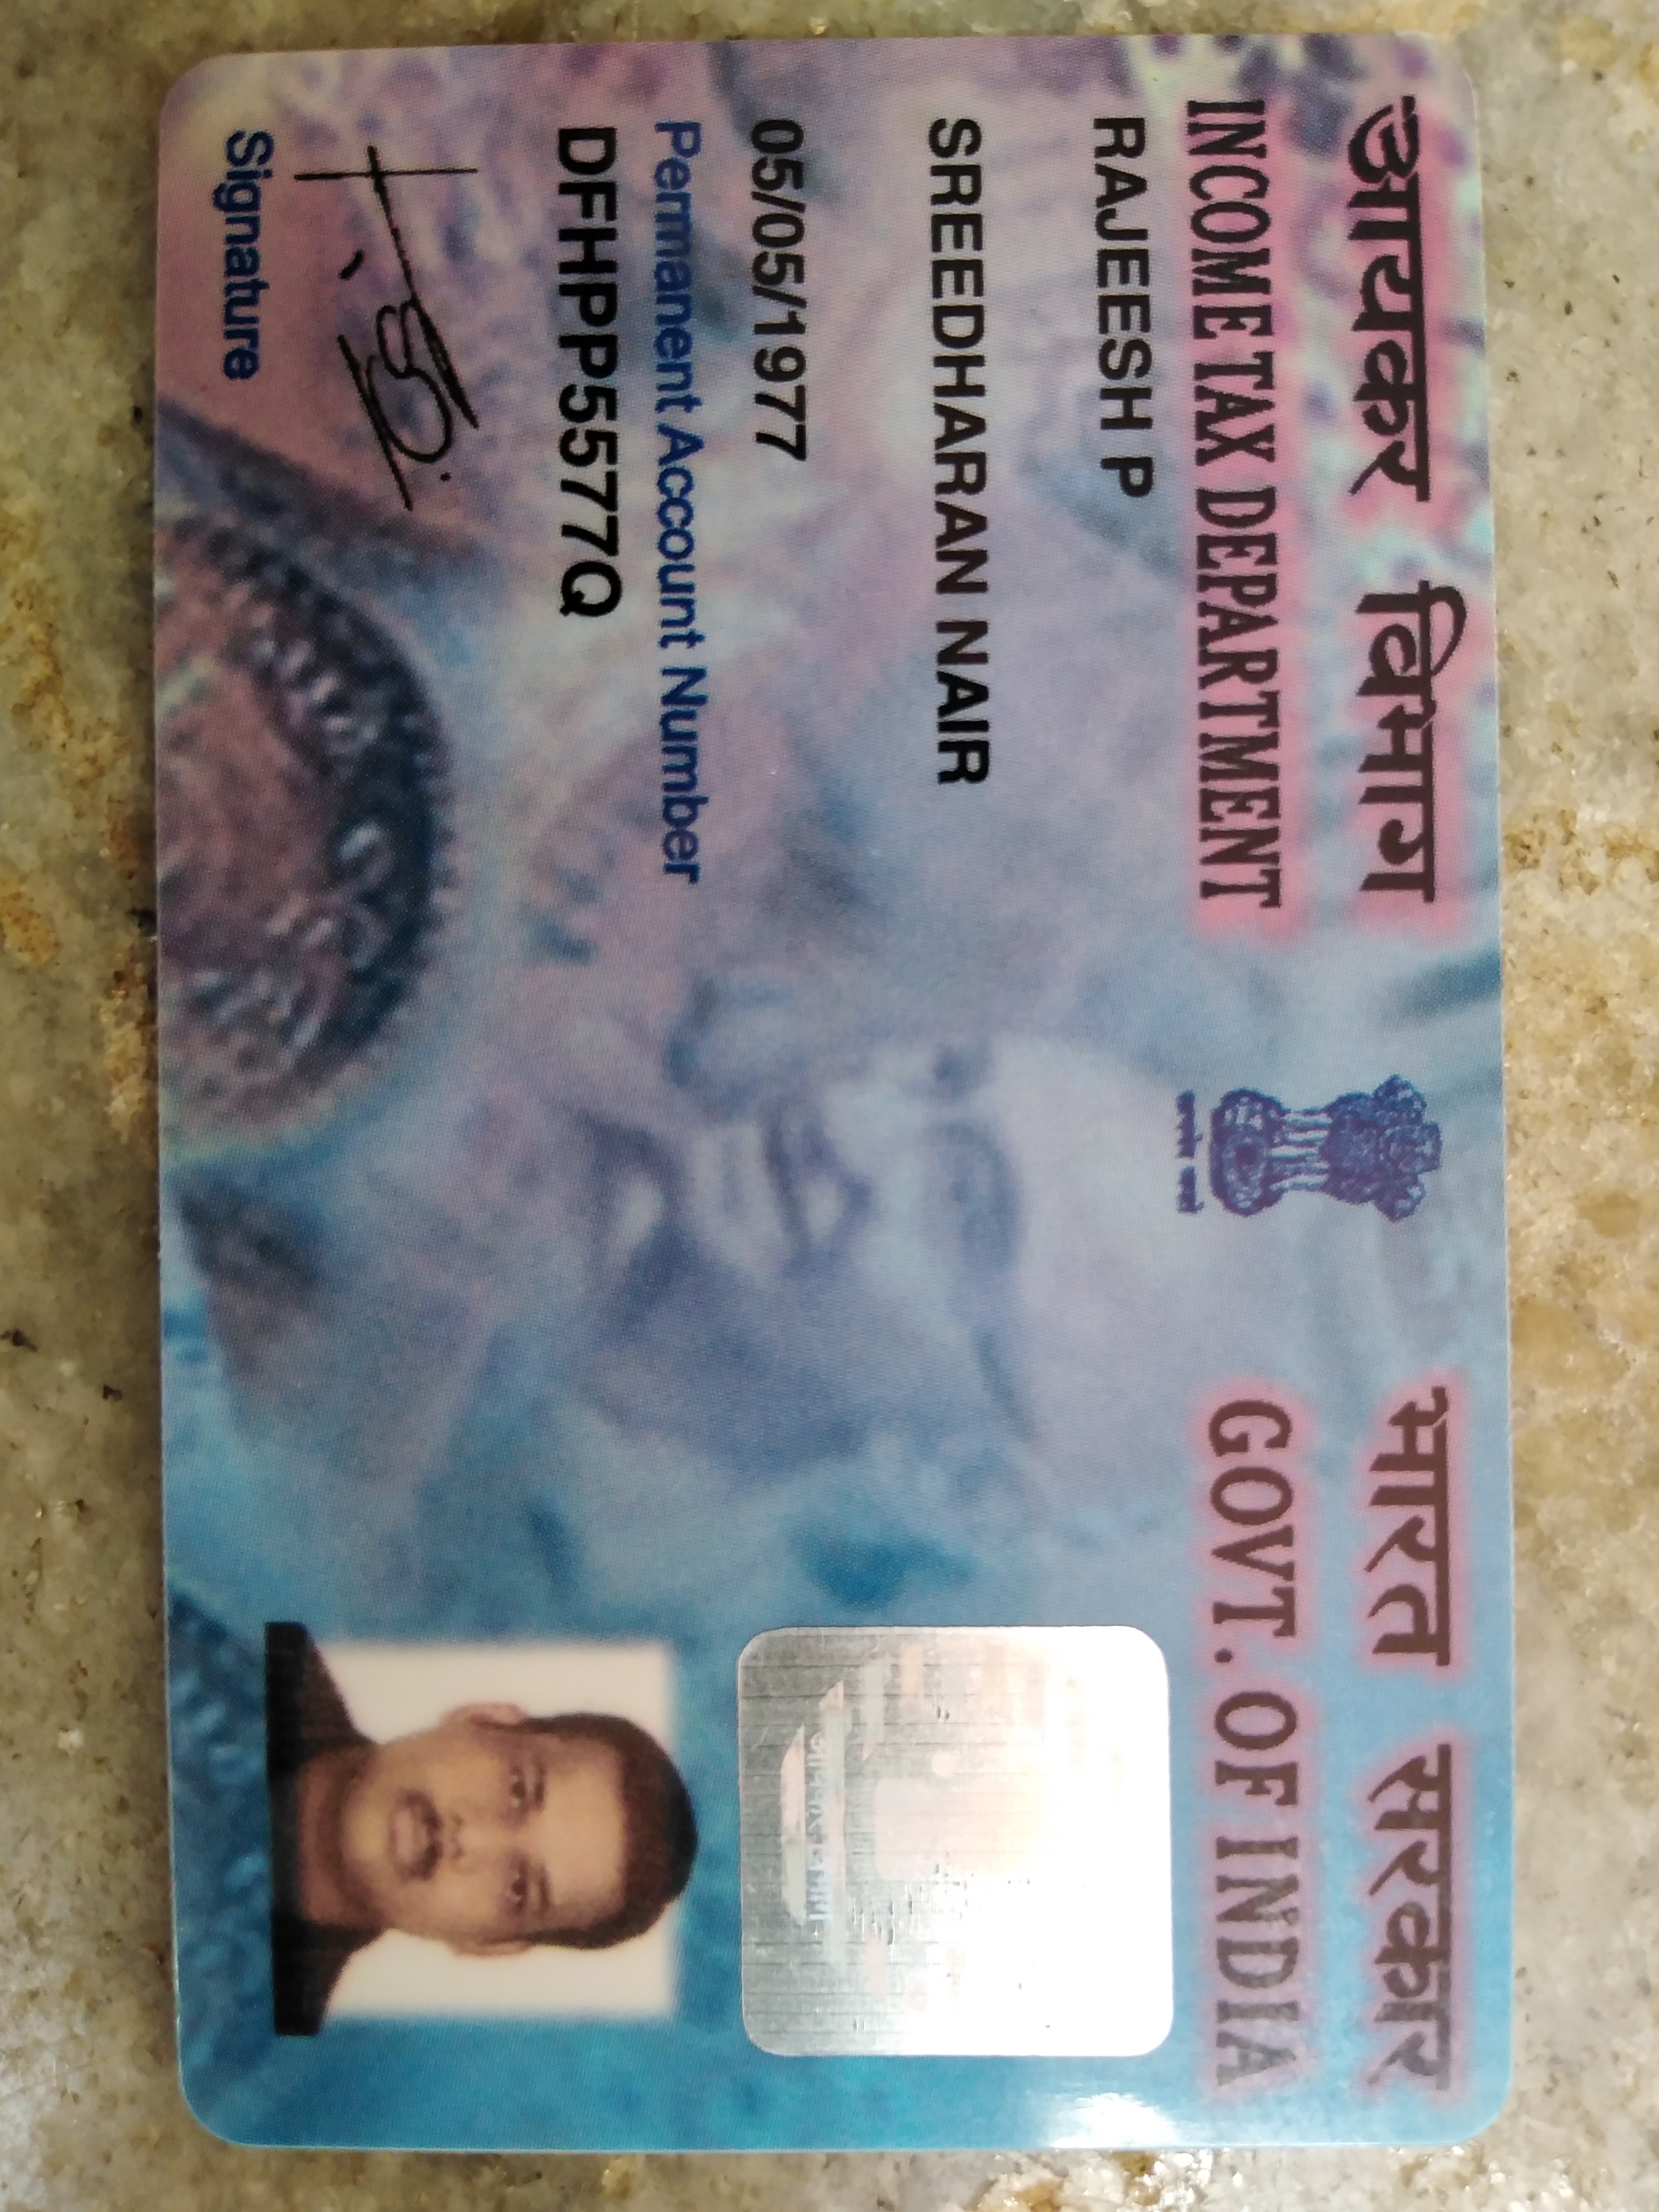 आयकर विभाग
INCOME TAX DEPARTMENT
भारत सरकार
GOVT. OF INDIA
RAJEESH P
SREEDHARAN NAIR
05/05/1977
Permanent Account Number
DFHPP5577Q
Signature